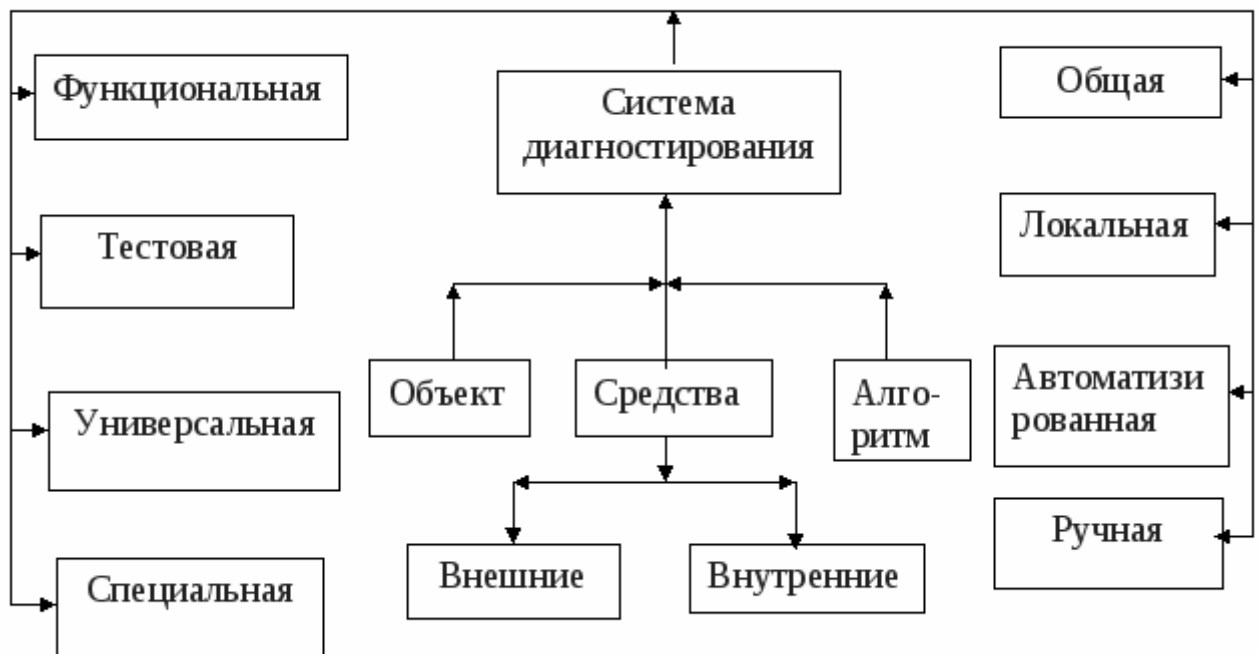 Функциональная
Система
диагностирования
Общая
Тестовая
Локальная
Объект
Средства
Алго-
ритм
Автоматизи
рованная
Универсальная
Внешние
Внутренние
Ручная
Специальная